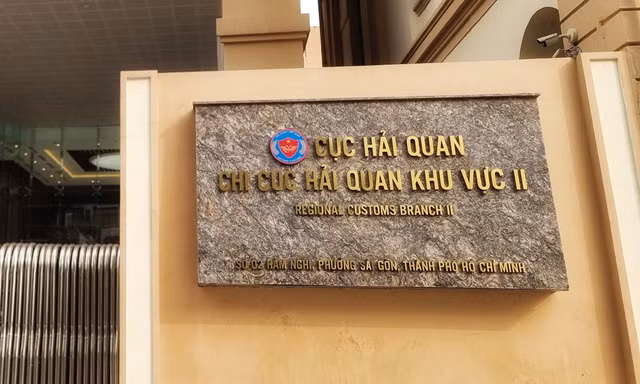 CỤC HẢI QUAN
CHI CỤC HẢI QUAN KHU VỰC II
REGIONAL CUSTOMS BRANCH II
SỐ 02 HÀM NGHI, PHƯỜNG SÀI GÒN, THÀNH PHỐ HỒ CHÍ MINH